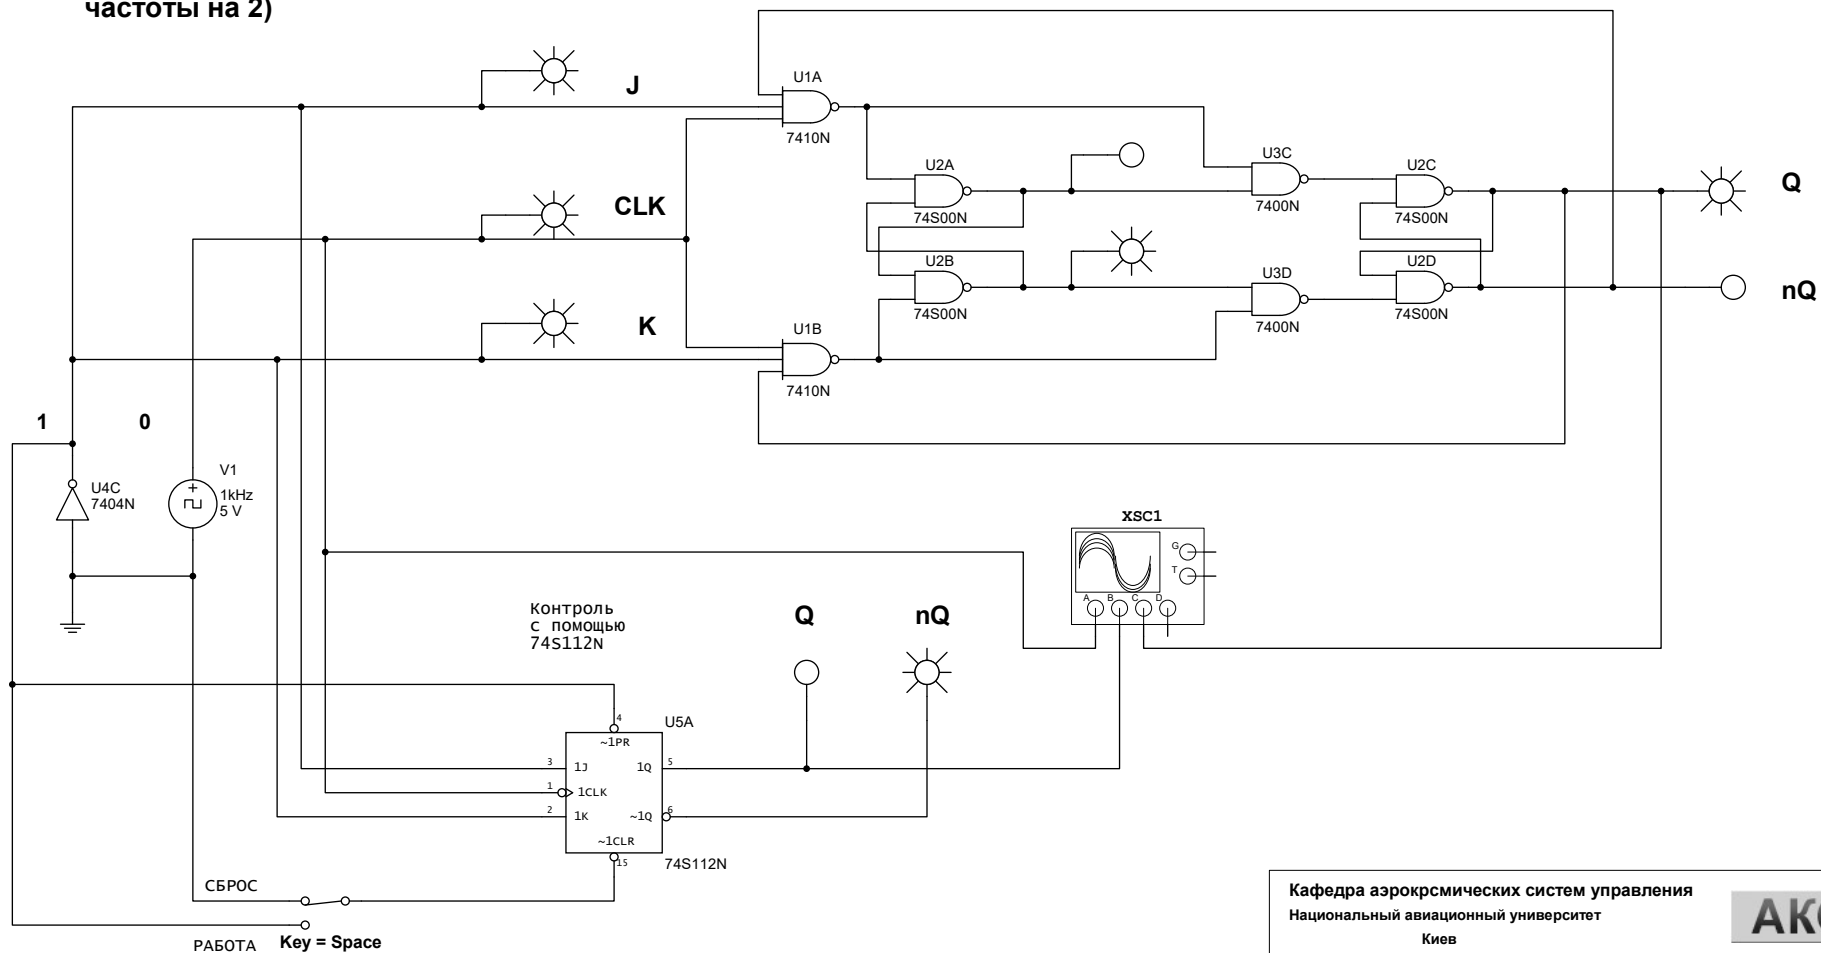 частоты на 2)
J
U1A
7410N
U2A
74S00N
U3C
7400N
U2C
74S00N
Q
CLK
U2B
74S00N
U3D
7400N
U2D
74S00N
nQ
K
U1B
7410N
1
0
V1
1kHz
5 V
U4C
7404N
XSC1
G
T
A
B
C
D
Контроль
с помощью
74S112N
Q
nQ
U5A
4
~1PR
3
1J
1Q
5
1
1CLK
2
1K
~1Q
6
~1CLR
15
74S112N
СБРОС
РАБОТА
Key = Space
Кафедра аэрокрсмических систем управления
Национальный авиационный университет
Киев